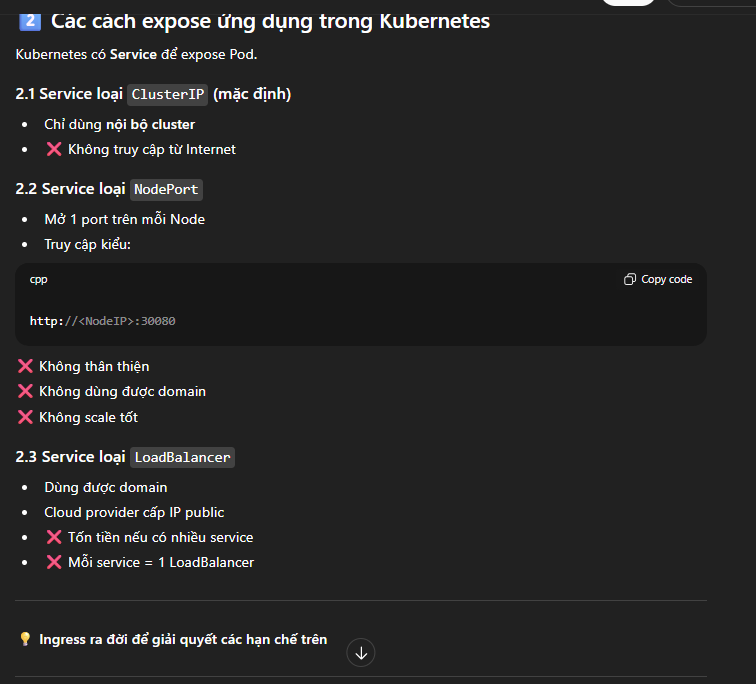 2 Các cách expose ứng dụng trong Kubernetes
Kubernetes có Service để expose Pod.
2.1 Service loại ClusterIP (mặc định)
• Chỉ dùng nội bộ cluster
• ❌ Không truy cập từ Internet
2.2 Service loại NodePort
• Mở 1 port trên mỗi Node
• Truy cập kiểu:
cpp Copy code
http://<NodeIP>:30080
❌ Không thân thiện
❌ Không dùng được domain
❌ Không scale tốt
2.3 Service loại LoadBalancer
• Dùng được domain
• Cloud provider cấp IP public
• ❌ Tốn tiền nếu có nhiều service
• ❌ Mỗi service = 1 LoadBalancer
💡 Ingress ra đời để giải quyết các hạn chế trên